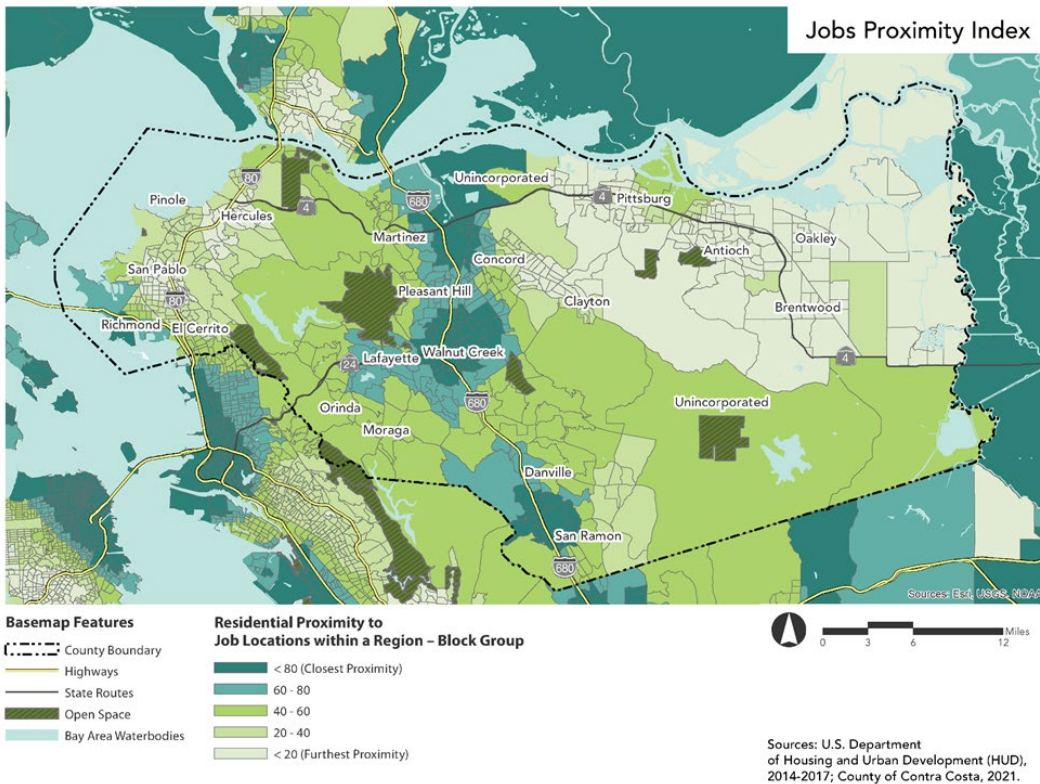 Jobs Proximity Index
80
680
Unincorporated
Pinole
Hercules
4
4
Pittsburg
Martinez
Oakley
San Pablo
Concord
Antioch
80
Pleasant Hill
Clayton
Brentwood
Richmond
El Cerrito
Lafayette
Walnut Creek
24
4
680
Orinda
Unincorporated
Moraga
Danville
San Ramon
680
Sources: Esri, USGS, NOAA
Basemap Features
County Boundary
Highways
State Routes
Open Space
Bay Area Waterbodies
Residential Proximity to
Job Locations within a Region – Block Group
< 80 (Closest Proximity)
60 - 80
40 - 60
20 - 40
< 20 (Furthest Proximity)
0 3 6 12 Miles
Sources: U.S. Department
of Housing and Urban Development (HUD),
2014-2017; County of Contra Costa, 2021.